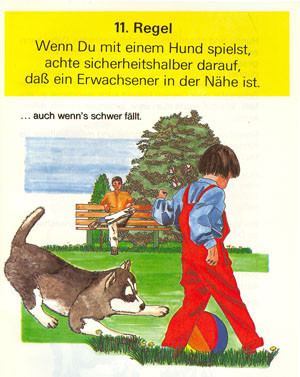 11. Regel
Wenn Du mit einem Hund spielst,
achte sicherheitshalber darauf,
daß ein Erwachsener in der Nähe ist.
... auch wenn's schwer fällt.